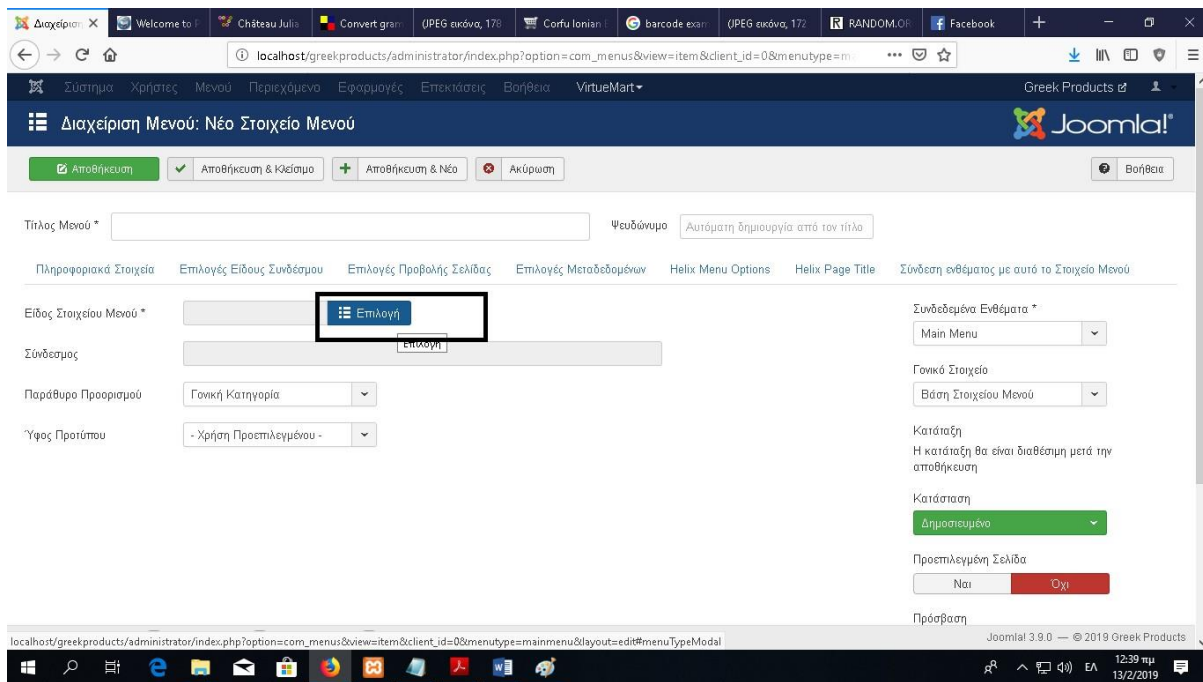 Διαχείριση Welcome to P Château Julia Convert gram (JPEG εικόνα, 178 Corfu Ionian E barcode exam (JPEG εικόνα, 172 RANDOM.OR Facebook
localhost/greekproducts/administrator/index.php?option=com_menus&view=item&client_id=0&menutype=m
Σύστημα Χρήστες Μενού Περιεχόμενο Εφαρμογές Επεκτάσεις Βοήθεια VirtueMart Greek Products
Διαχείριση Μενού: Νέο Στοιχείο Μενού Joomla!®
Αποθήκευση Αποθήκευση & Κλείσιμο Αποθήκευση & Νέο Ακύρωση Βοήθεια
Τίτλος Μενού * Ψευδώνυμο Αυτόματη δημιουργία από τον τίτλο
Πληροφοριακά Στοιχεία Επιλογές Είδους Συνδέσμου Επιλογές Προβολής Σελίδας Επιλογές Μεταδεδομένων Helix Menu Options Helix Page Title Σύνδεση ενθέματος με αυτό το Στοιχείο Μενού
Είδος Στοιχείου Μενού * Επιλογή
Επιλογή
Σύνδεσμος
Παράθυρο Προορισμού Γονική Κατηγορία
Ύφος Προτύπου - Χρήση Προεπιλεγμένου -
Συνδεδεμένα Ενθέματα *
Main Menu
Γονικό Στοιχείο
Βάση Στοιχείου Μενού
Κατάταξη
Η κατάταξη θα είναι διαθέσιμη μετά την
αποθήκευση
Κατάσταση
Δημοσιευμένο
Προεπιλεγμένη Σελίδα
Ναι Όχι
Πρόσβαση
localhost/greekproducts/administrator/index.php?option=com_menus&view=item&client_id=0&menutype=mainmenu&layout=edit#menuTypeModal
Joomla! 3.9.0 — © 2019 Greek Products
ΕΛ 12:39 πμ
13/2/2019